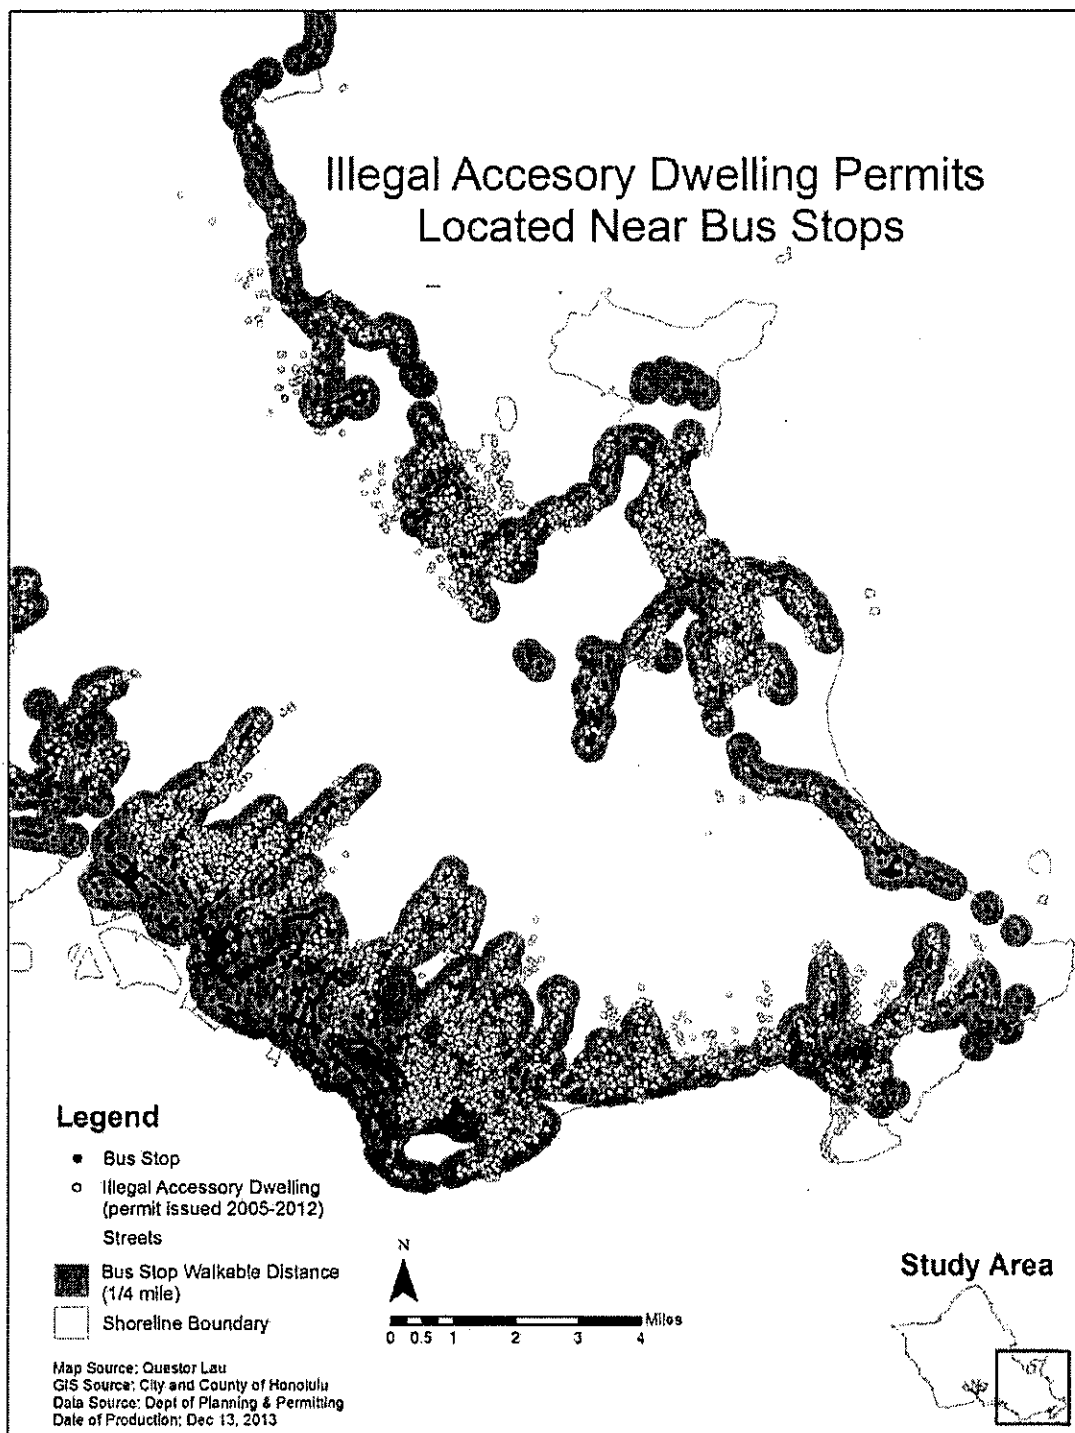 Illegal Accesory Dwelling Permits
Located Near Bus Stops
Legend
Bus Stop
Illegal Accessory Dwelling
(permit issued 2005-2012)
Streets
Bus Stop Walkable Distance
(1/4 mile)
Shoreline Boundary
N
Miles
0 0.5 1 2 3 4
Study Area
Map Source: Questor Lau
GIS Source: City and County of Honolulu
Data Source: Dept of Planning & Permitting
Date of Production: Dec 13, 2013